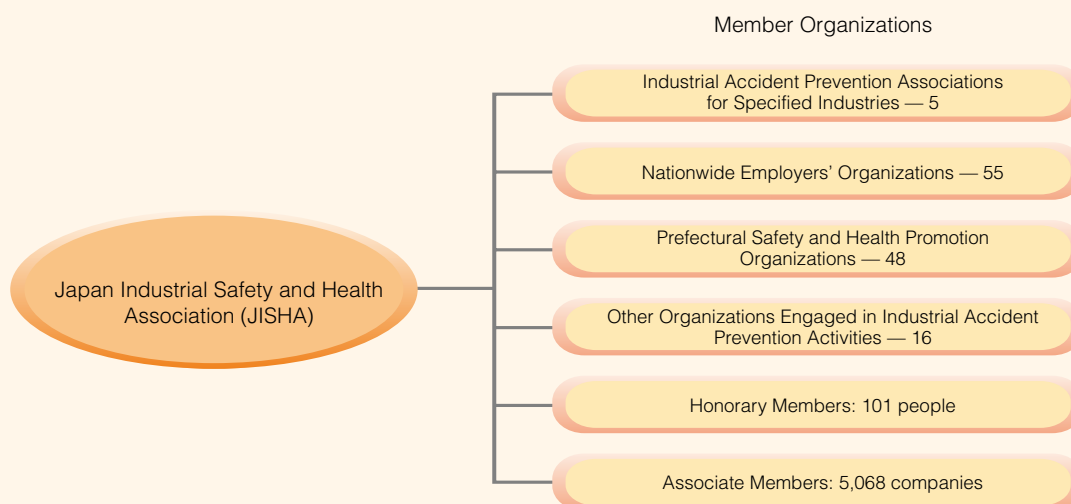 Member Organizations
Industrial Accident Prevention Associations
for Specified Industries — 5
Nationwide Employers’ Organizations — 55
Prefectural Safety and Health Promotion
Organizations — 48
Japan Industrial Safety and Health
Association (JISHA)
Other Organizations Engaged in Industrial Accident
Prevention Activities — 16
Honorary Members: 101 people
Associate Members: 5,068 companies